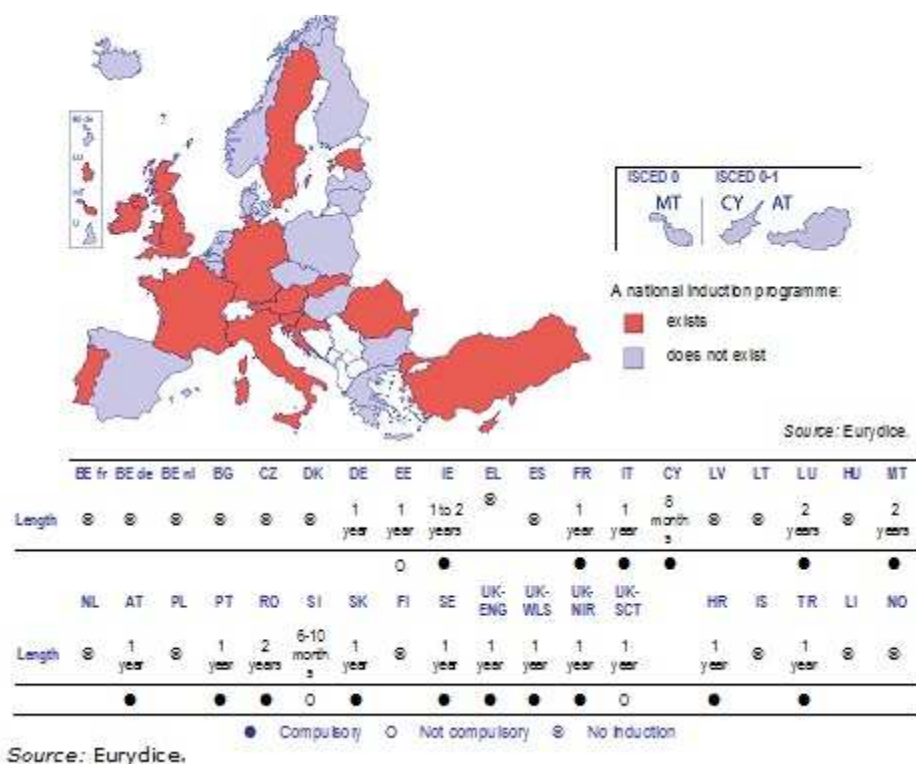 ISCED 0 ISCED 0-1
MT CY AT
A national induction programme:
exists
does not exist
Source: Eurydice.
BE fr BE de BE nl BG CZ DK DE EE IE EL ES FR IT CY LV LT LU HU MT
Length ⊗ ⊗ ⊗ ⊗ ⊗ ⊗ 1 year 1 year 1 to 2 years ⊗ ⊗ 1 year 1 year 8 months ⊗ ⊗ 2 years ⊗ 2 years
○ ● ● ● ● ● ●
NL AT PL PT RO SI SK FI SE UK-ENG UK-WLS UK-NIR UK-SCT HR IS TR LI NO
Length ⊗ 1 year ⊗ 1 year 2 years 6-10 months 1 year ⊗ 1 year 1 year 1 year 1 year 1 year 1 year ⊗ 1 year ⊗ ⊗
● ● ● ○ ● ● ● ● ● ○ ● ●
● Compulsory ○ Not compulsory ⊗ No induction
Source: Eurydice.